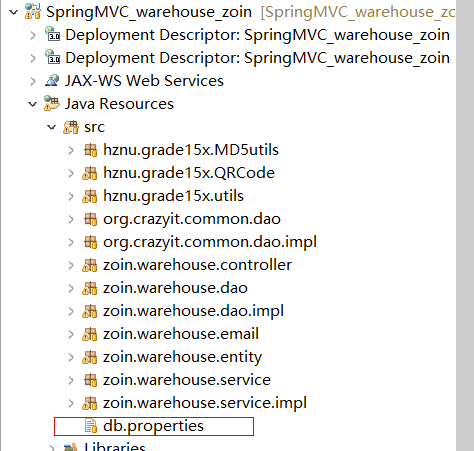 SpringMVC_warehouse_zoin [SpringMVC_warehouse_zo
Deployment Descriptor: SpringMVC_warehouse_zoin
Deployment Descriptor: SpringMVC_warehouse_zoin
JAX-WS Web Services
Java Resources
src
hznu.grade15x.MD5utils
hznu.grade15x.QRCode
hznu.grade15x.utils
org.crazyit.common.dao
org.crazyit.common.dao.impl
zoin.warehouse.controller
zoin.warehouse.dao
zoin.warehouse.dao.impl
zoin.warehouse.email
zoin.warehouse.entity
zoin.warehouse.service
zoin.warehouse.service.impl
db.properties
Libraries